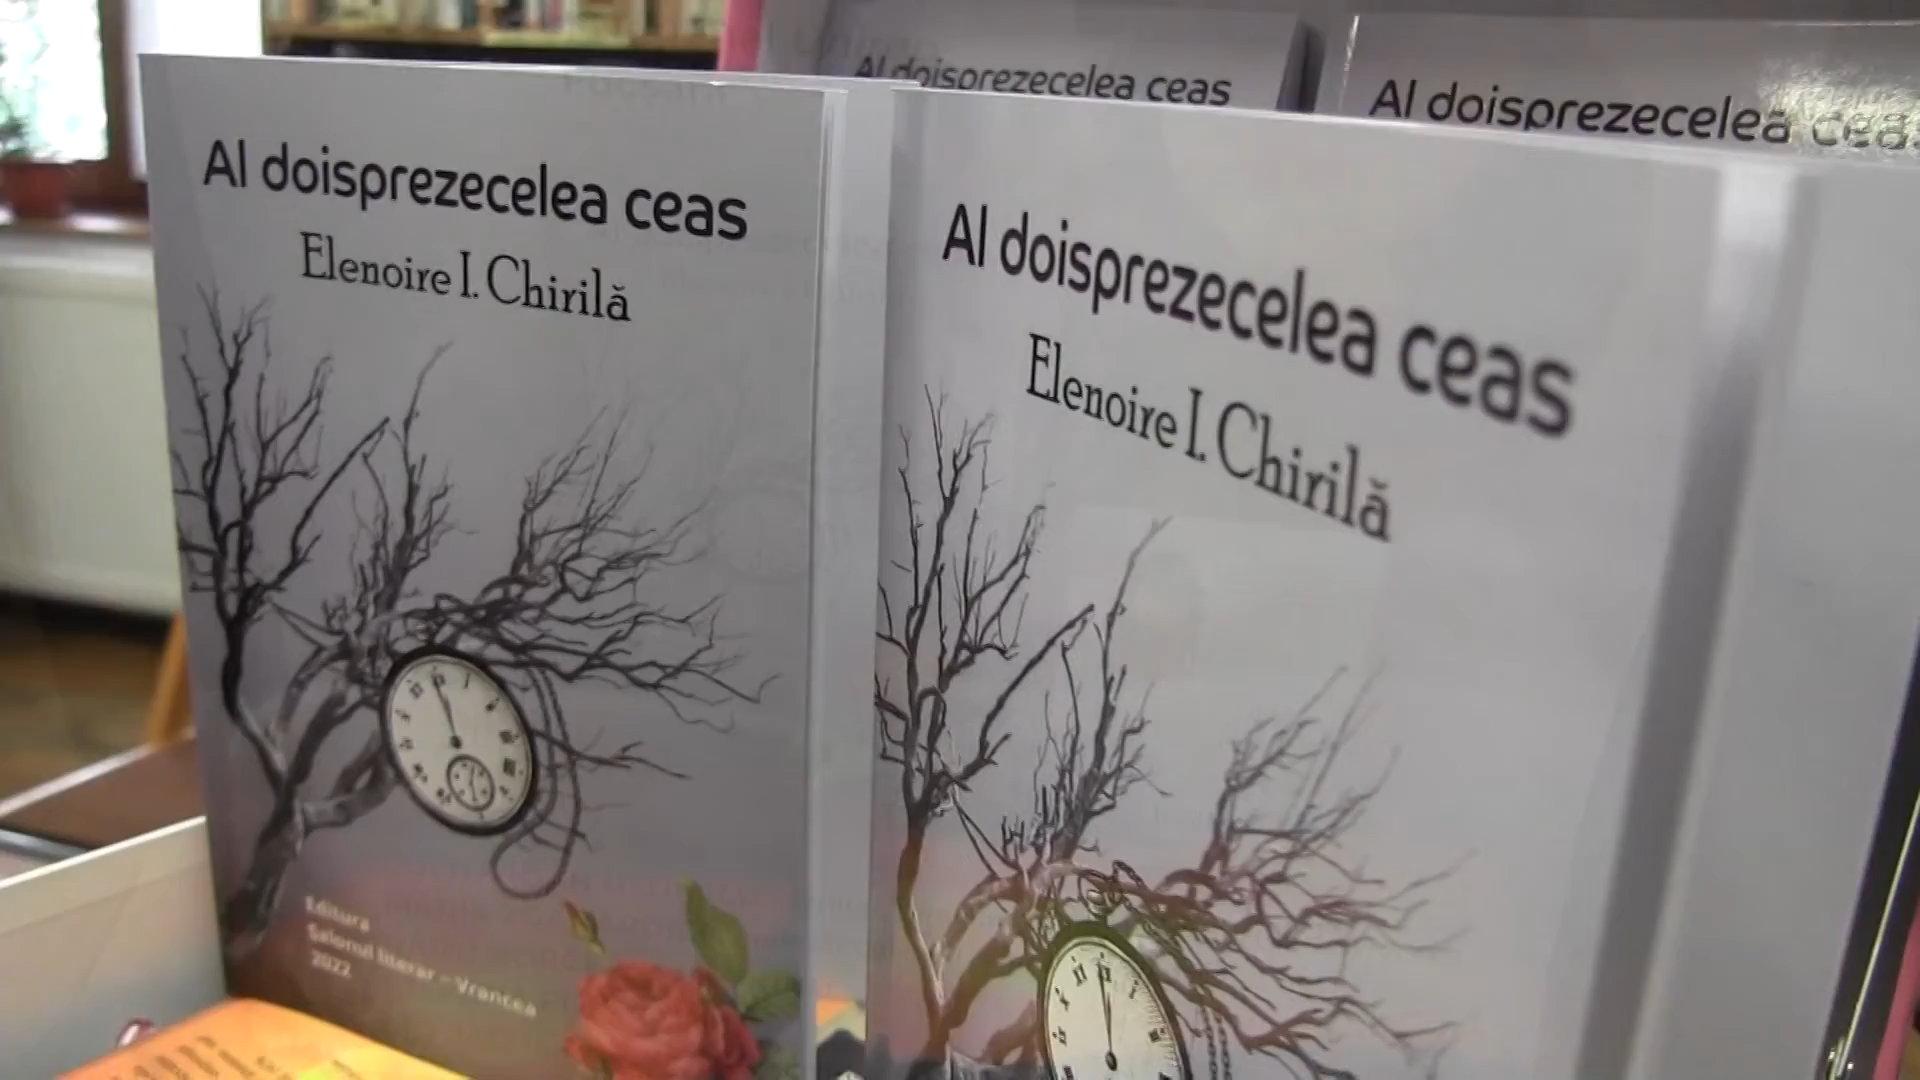 Al doisprezecelea ceas
Elenoire I. Chirilă
Editura
Salonul literar – Vrancea
2022
Al doisprezecelea ceas
Elenoire I. Chirilă
Al doisprezecelea ceas
Al doisprezecelea ceas